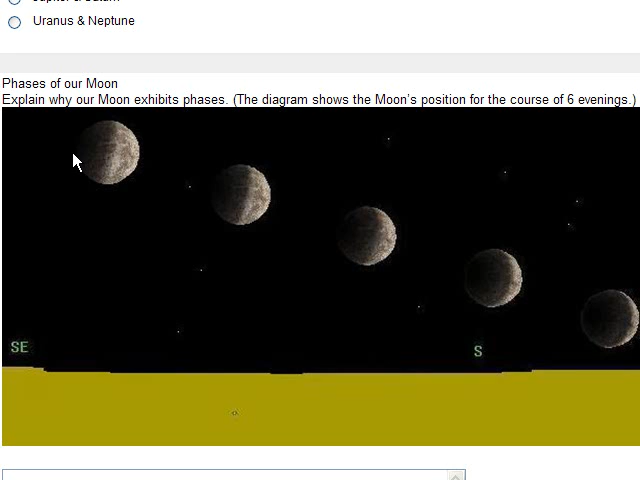 Uranus & Neptune
Phases of our Moon
Explain why our Moon exhibits phases. (The diagram shows the Moon's position for the course of 6 evenings.)
SE
S